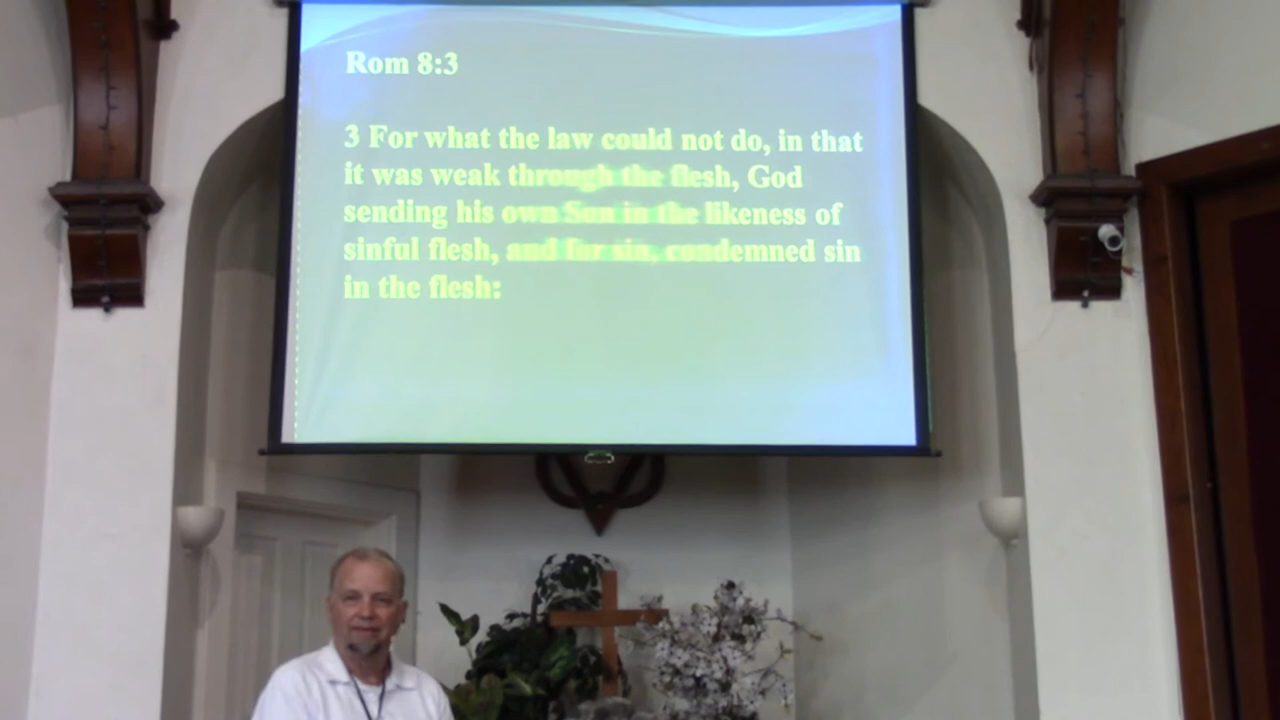 Rom 8:3
3 For what the law could not do, in that
it was weak through the flesh, God
sending his own Son in the likeness of
sinful flesh, and for sin, condemned sin
in the flesh: